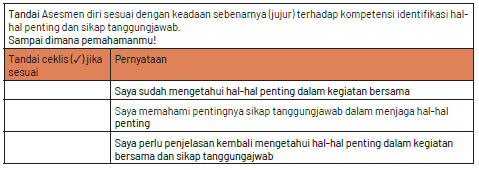 Tandai Asesmen diri sesuai dengan keadaan sebenarnya (jujur) terhadap kompetensi identifikasi hal-
hal penting dan sikap tanggungjawab.
Sampai dimana pemahamanmu!
Tandai ceklis (✓) jika
sesuai
Pernyataan
Saya sudah mengetahui hal-hal penting dalam kegiatan bersama
Saya memahami pentingnya sikap tanggungjawab dalam menjaga hal-hal
penting
Saya perlu penjelasan kembali mengetahui hal-hal penting dalam kegiatan
bersama dan sikap tanggungajwab